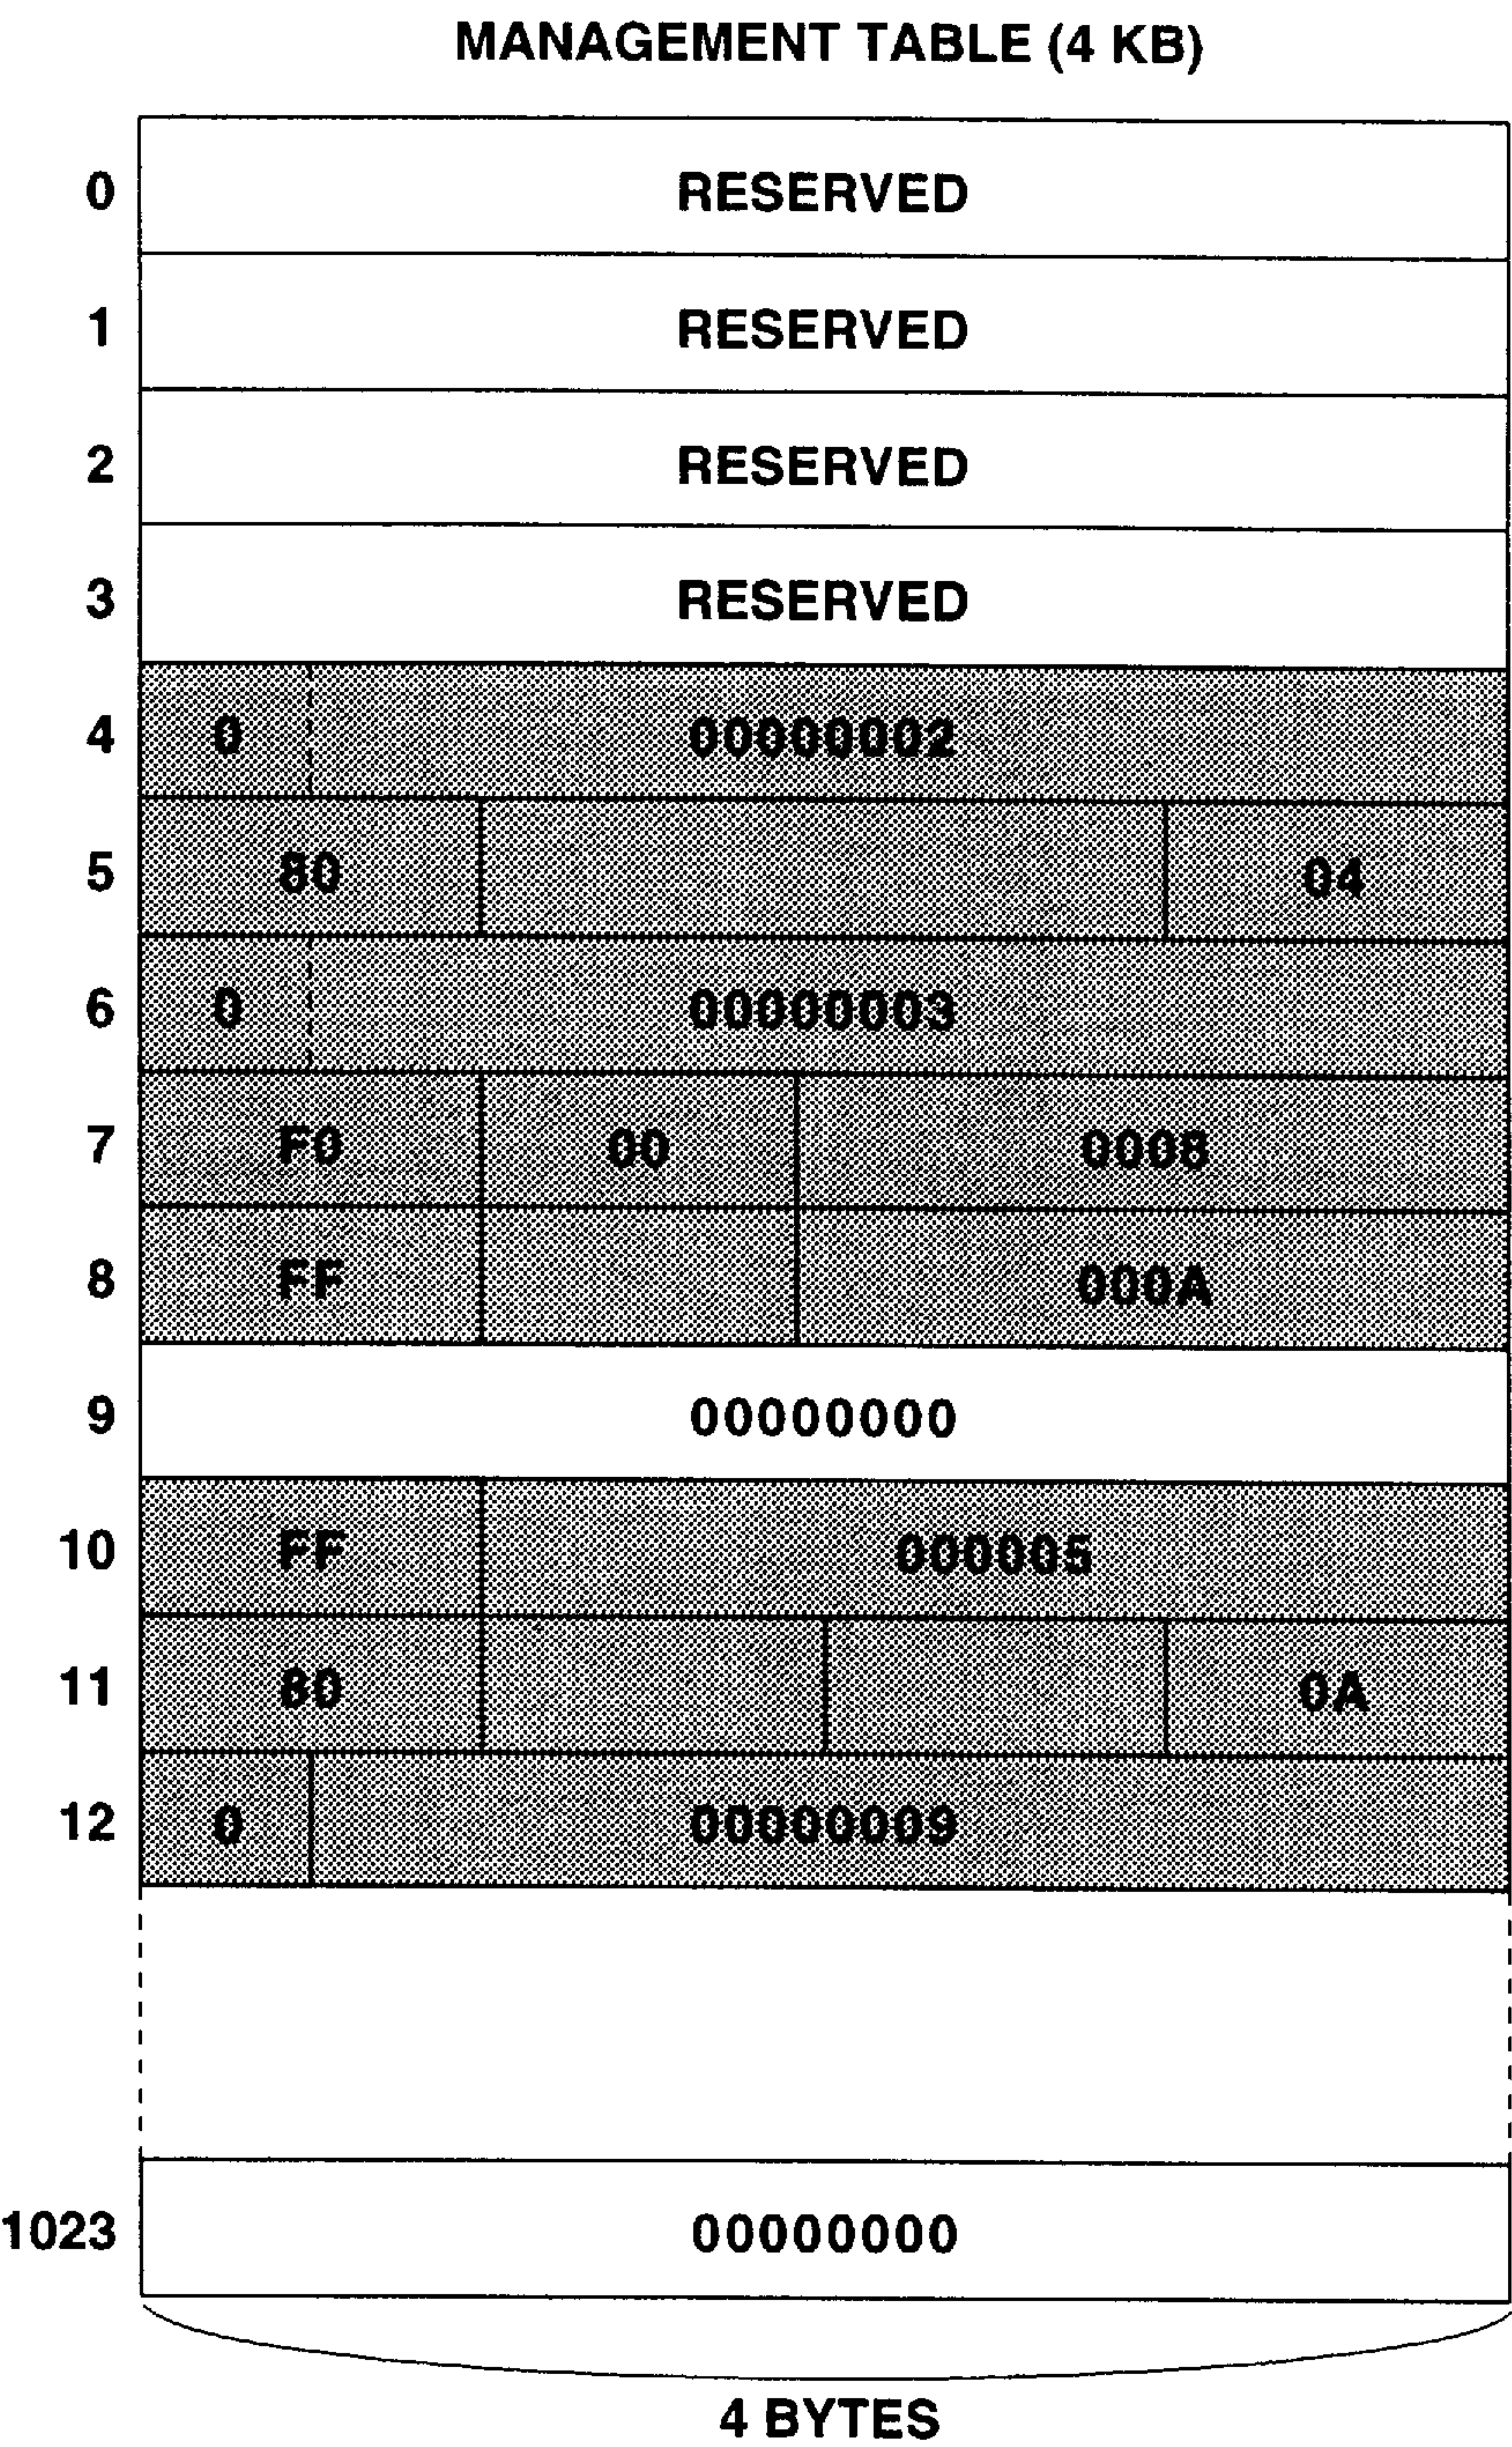 MANAGEMENT TABLE (4 KB)
0 RESERVED
1 RESERVED
2 RESERVED
3 RESERVED
4 0 00000002
5 80 04
6 0 00000003
7 F0 00 0008
8 FF 000A
9 00000000
10 FF 000005
11 80 0A
12 0 00000009
1023 00000000
4 BYTES